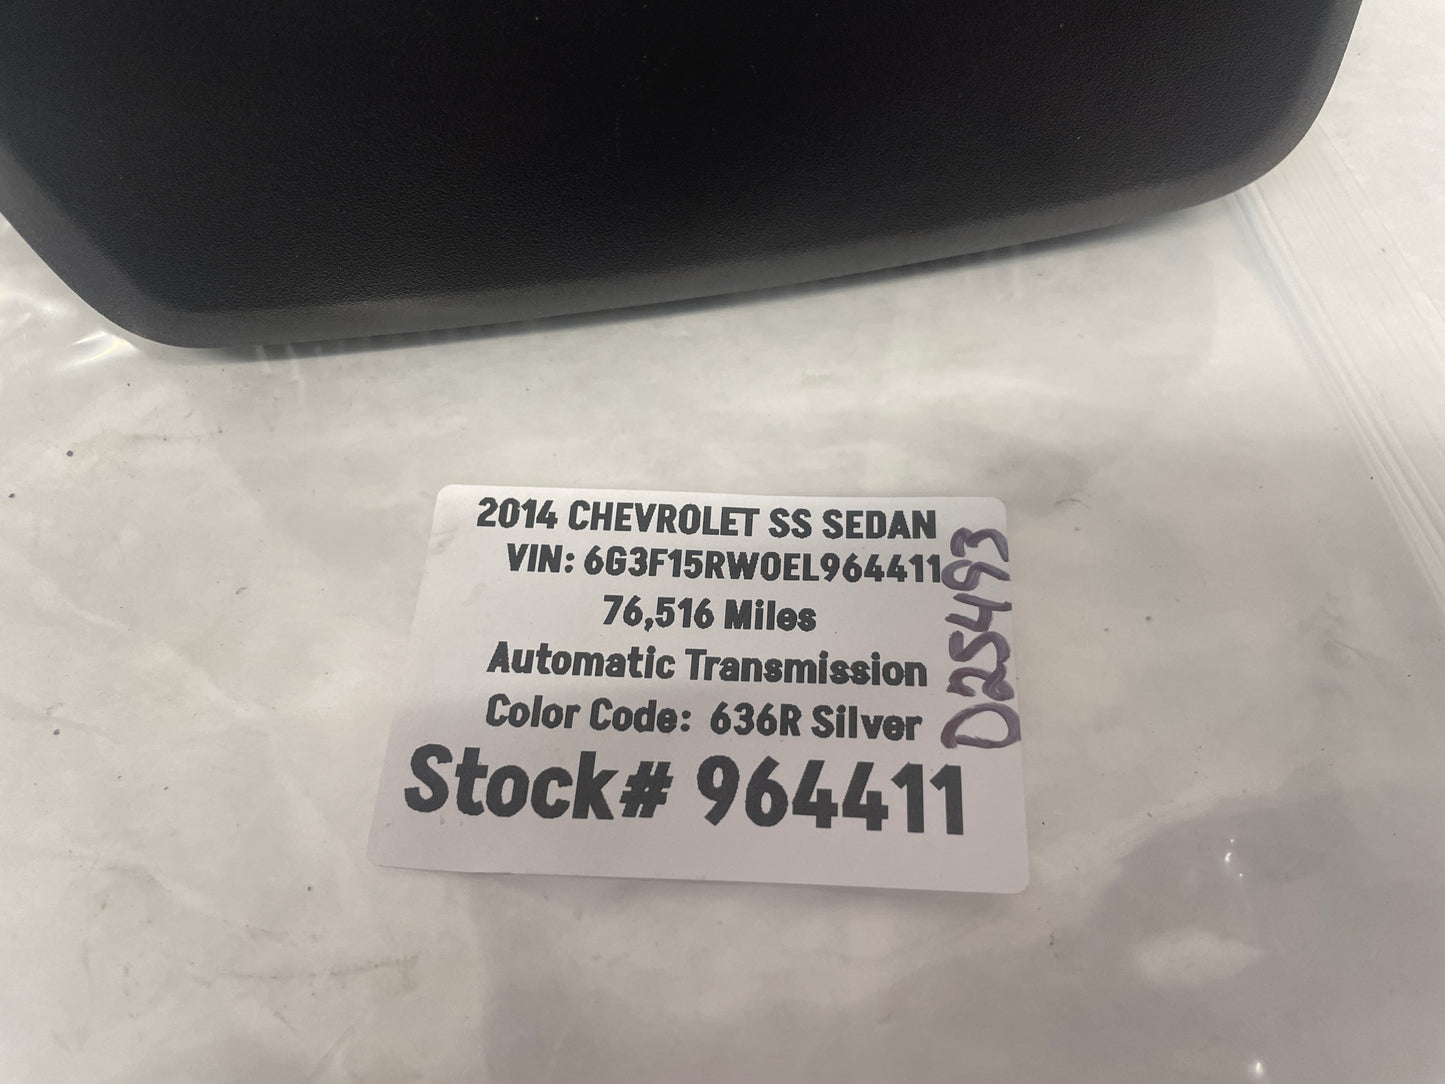 2014 CHEVROLET SS SEDAN
VIN: 6G3F15RW0EL964411
76,516 Miles
Automatic Transmission
Color Code: 636R Silver
Stock# 964411
D25493